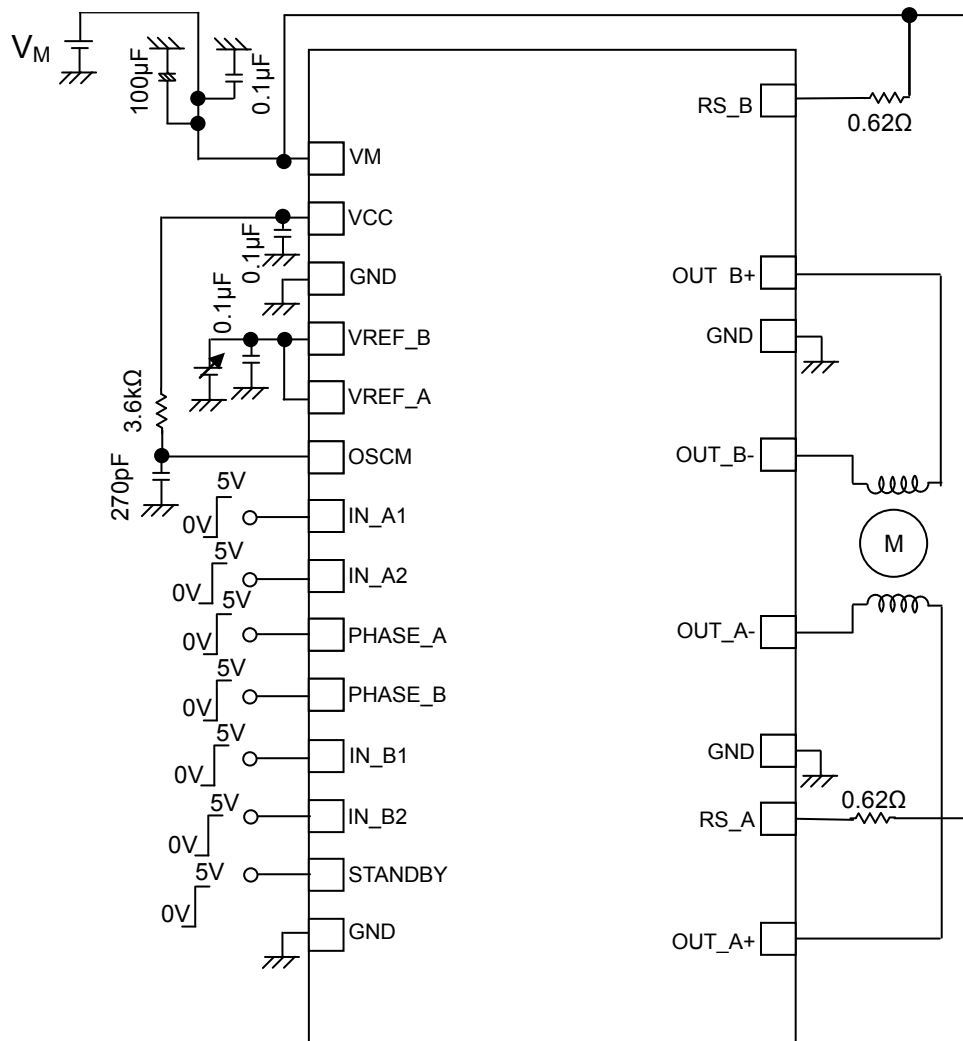 VM
100µF
0.1µF
RS_B
0.62Ω
VM
VCC
0.1µF
GND
0.1µF
OUT B+
GND
VREF_B
VREF_A
3.6kΩ
OSCM
OUT_B-
270pF
5V
0V
IN_A1
M
5V
0V
IN_A2
5V
0V
PHASE_A
OUT_A-
5V
0V
PHASE_B
5V
0V
IN_B1
GND
5V
0V
IN_B2
0.62Ω
RS_A
5V
0V
STANDBY
GND
OUT_A+